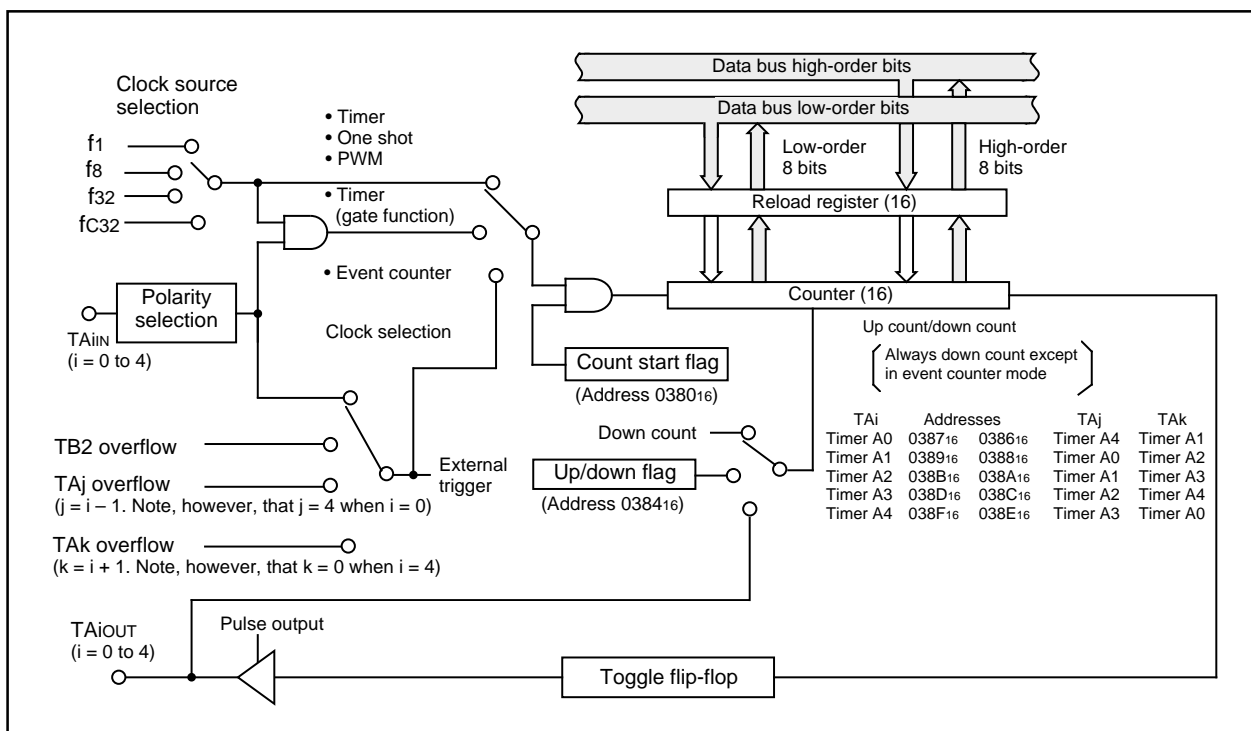 Data bus high-order bits
Data bus low-order bits
Clock source
selection
f1
f8
f32
fC32
• Timer
• One shot
• PWM
• Timer
(gate function)
• Event counter
Low-order
8 bits
High-order
8 bits
Reload register (16)
Counter (16)
Polarity
selection
TAiIN
(i = 0 to 4)
Clock selection
Up count/down count
Always down count except
in event counter mode
Count start flag
(Address 038016)
TB2 overflow
TAj overflow
(j = i – 1. Note, however, that j = 4 when i = 0)
TAk overflow
(k = i + 1. Note, however, that k = 0 when i = 4)
External
trigger
Down count
Up/down flag
(Address 038416)
TAi Addresses TAj TAk
Timer A0 038716 038616 Timer A4 Timer A1
Timer A1 038916 038816 Timer A0 Timer A2
Timer A2 038B16 038A16 Timer A1 Timer A3
Timer A3 038D16 038C16 Timer A2 Timer A4
Timer A4 038F16 038E16 Timer A3 Timer A0
TAiOUT
(i = 0 to 4)
Pulse output
Toggle flip-flop